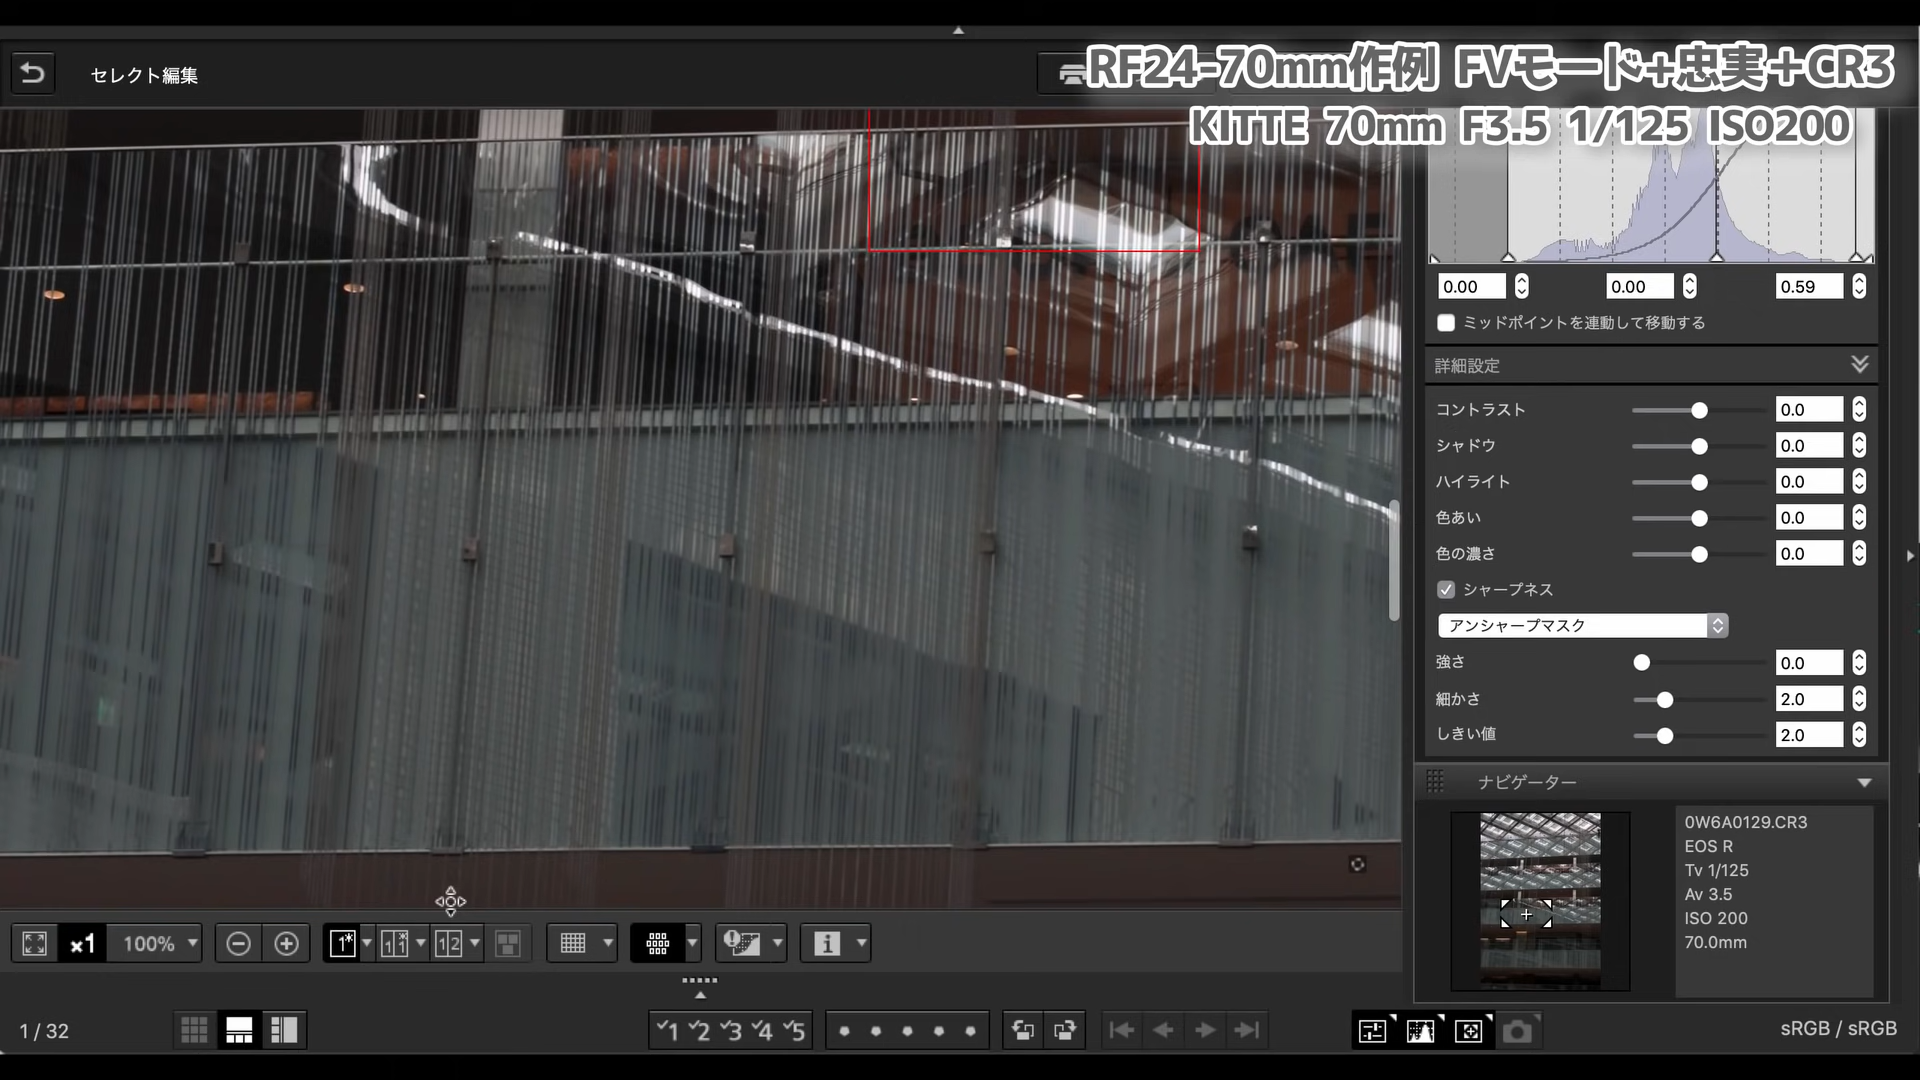 RF24-70mm作例 FVモード+忠実+CR3
KITTE 70mm F3.5 1/125 ISO200
セレクト編集
0.00
0.00
0.59
ミッドポイントを連動して移動する
詳細設定
コントラスト 0.0
シャドウ 0.0
ハイライト 0.0
色あい 0.0
色の濃さ 0.0
シャープネス
アンシャープマスク
強さ 0.0
細かさ 2.0
しきい値 2.0
ナビゲーター
0W6A0129.CR3
EOS R
Tv 1/125
Av 3.5
ISO 200
70.0mm
x1 100%
1 / 32
1 2 3 4 5
sRGB / sRGB